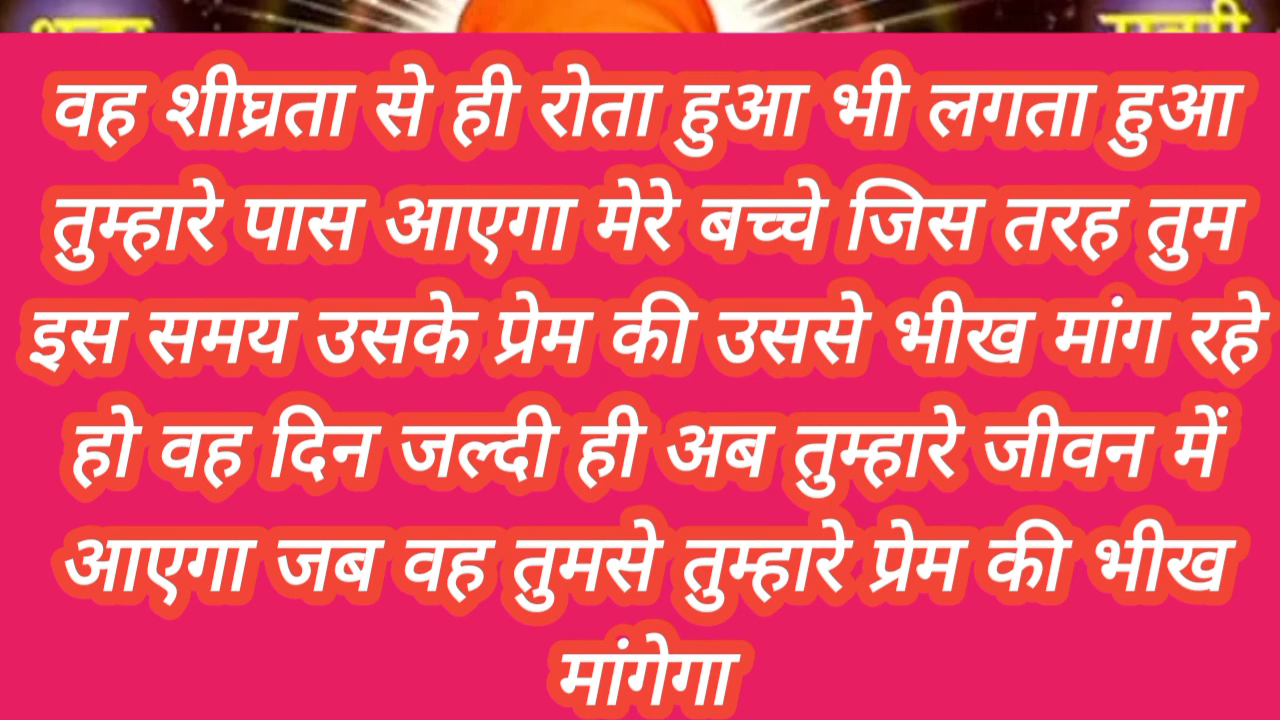 वह शीघ्रता से ही रोता हुआ भी लगता हुआ
तुम्हारे पास आएगा मेरे बच्चे जिस तरह तुम
इस समय उसके प्रेम की उससे भीख मांग रहे
हो वह दिन जल्दी ही अब तुम्हारे जीवन में
आएगा जब वह तुमसे तुम्हारे प्रेम की भीख
मांगेगा